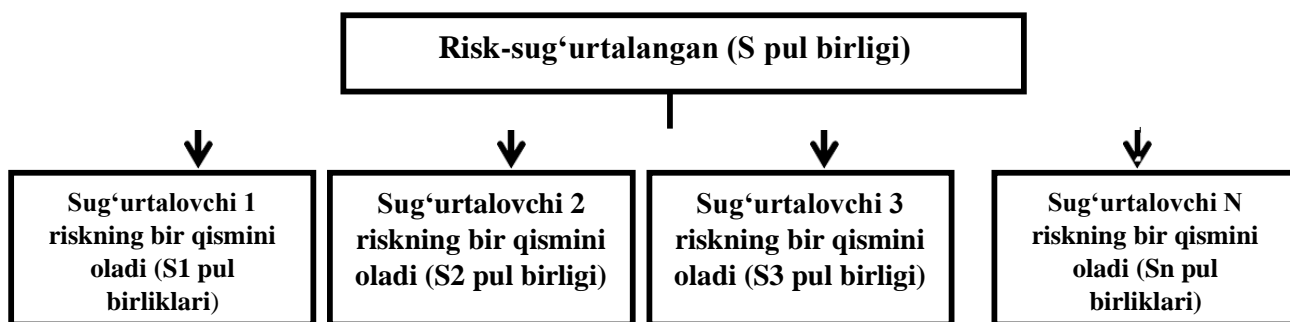 Risk-sug‘urtalangan (S pul birligi)
Sug‘urtalovchi 1
riskning bir qismini
oladi (S1 pul
birliklari)
Sug‘urtalovchi 2
riskning bir qismini
oladi (S2 pul birligi)
Sug‘urtalovchi 3
riskning bir qismini
oladi (S3 pul birligi)
Sug‘urtalovchi N
riskning bir qismini
oladi (Sn pul
birliklari)